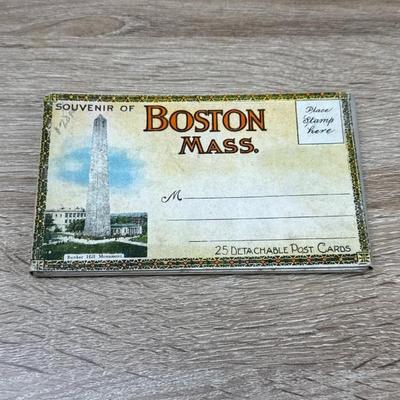 SOUVENIR OF
BOSTON
MASS.
Place
Stamp
here
M
25 DETACHABLE POST CARDS
Bunker Hill Monument.